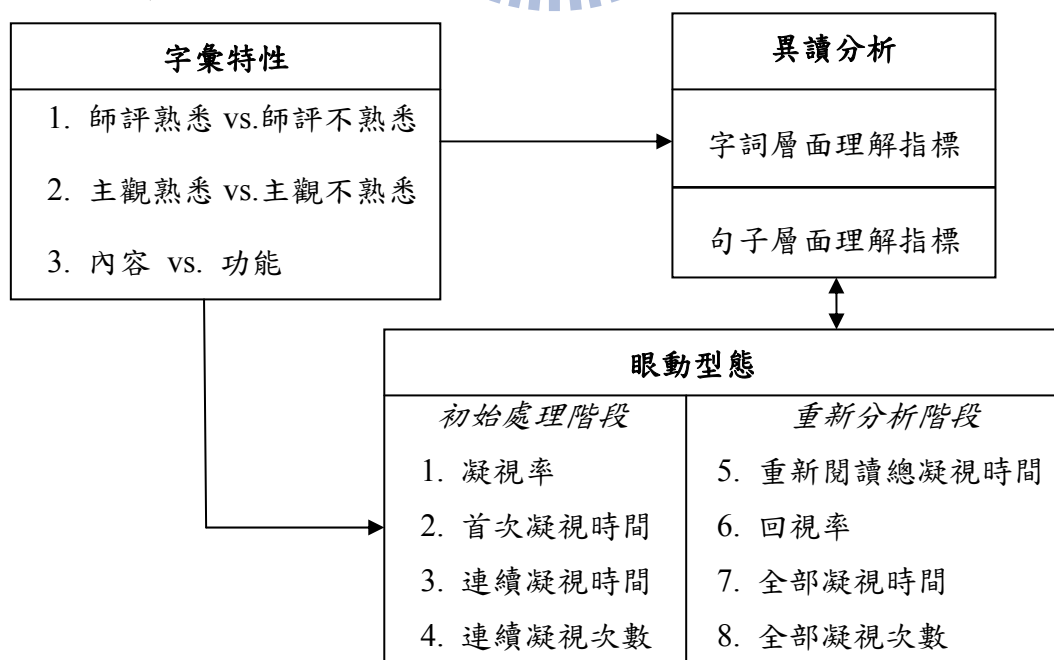 字彙特性
1. 師評熟悉 vs.師評不熟悉
2. 主觀熟悉 vs.主觀不熟悉
3. 內容 vs. 功能
異讀分析
字詞層面理解指標
句子層面理解指標
眼動型態
初始處理階段
1. 凝視率
2. 首次凝視時間
3. 連續凝視時間
4. 連續凝視次數
重新分析階段
5. 重新閱讀總凝視時間
6. 回視率
7. 全部凝視時間
8. 全部凝視次數